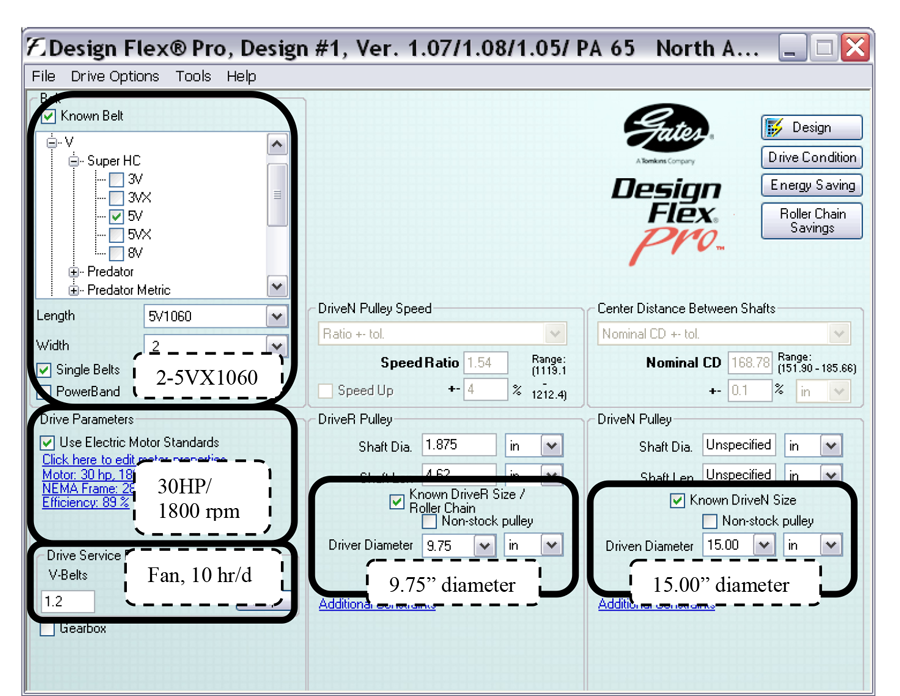 Design Flex® Pro, Design #1, Ver. 1.07/1.08/1.05/ PA 65 North A...
File Drive Options Tools Help
Known Belt
V
Super HC
3V
3VX
5V
5VX
8V
Predator
Predator Metric
Length 5V1060
Width 2
Single Belts
PowerBand
2-5VX1060
Gates
A Tomkins Company
Design
Flex®
Pro™
Design
Drive Condition
Energy Saving
Roller Chain
Savings
DriveN Pulley Speed
Ratio +- tol.
Speed Ratio 1.54 Range:
(1119.1
-
1212.4)
Speed Up +- 4 %
Center Distance Between Shafts
Nominal CD +- tol.
Nominal CD 168.78 Range:
(151.90 - 185.66)
+- 0.1 % in
Drive Parameters
Use Electric Motor Standards
Click here to edit
Motor: 30 hp, 18
NEMA Frame:
Efficiency: 89 %
30HP/
1800 rpm
Drive Service
V-Belts
1.2
Fan, 10 hr/d
Gearbox
DriveR Pulley
Shaft Dia. 1.875 in
Shaft Len 4.62 in
Known DriveR Size /
Roller Chain
Non-stock pulley
Driver Diameter 9.75 in
9.75” diameter
Additional Constraints
DriveN Pulley
Shaft Dia. Unspecified in
Shaft Len Unspecified in
Known DriveN Size
Non-stock pulley
Driven Diameter 15.00 in
15.00” diameter
Additional Constraints